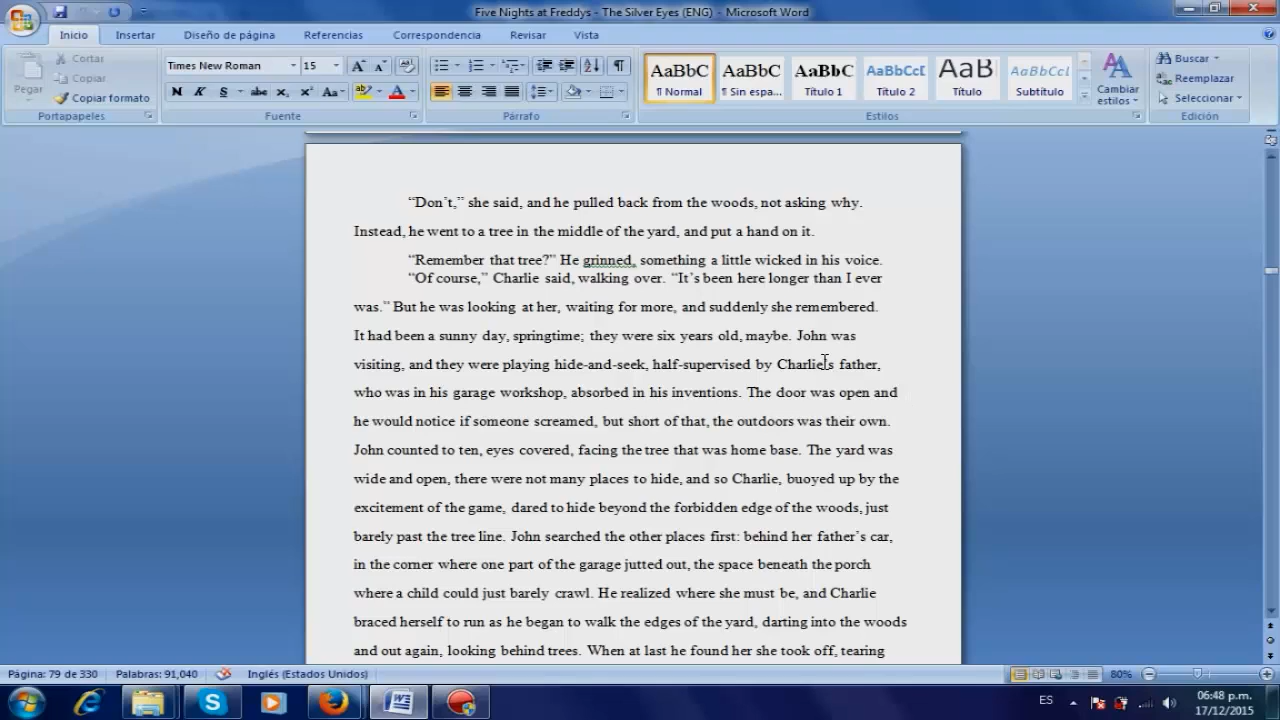 Five Nights at Freddys - The Silver Eyes (ENG) - Microsoft Word
Inicio Insertar Diseño de página Referencias Correspondencia Revisar Vista
Pegar
Cortar
Copiar
Copiar formato
Portapapeles
Times New Roman 15
N K S abc x₂ x² Aa ab A
Fuente
Párrafo
AaBbC AaBbC AaBbC AaBbCcD AaB AaBbCcL
¶ Normal ¶ Sin espa... Título 1 Título 2 Título Subtítulo
Cambiar estilos
Estilos
Buscar
Reemplazar
Seleccionar
Edición
“Don’t,” she said, and he pulled back from the woods, not asking why.
Instead, he went to a tree in the middle of the yard, and put a hand on it.
“Remember that tree?” He grinned, something a little wicked in his voice.
“Of course,” Charlie said, walking over. “It’s been here longer than I ever
was.” But he was looking at her, waiting for more, and suddenly she remembered.
It had been a sunny day, springtime; they were six years old, maybe. John was
visiting, and they were playing hide-and-seek, half-supervised by Charlie’s father,
who was in his garage workshop, absorbed in his inventions. The door was open and
he would notice if someone screamed, but short of that, the outdoors was their own.
John counted to ten, eyes covered, facing the tree that was home base. The yard was
wide and open, there were not many places to hide, and so Charlie, buoyed up by the
excitement of the game, dared to hide beyond the forbidden edge of the woods, just
barely past the tree line. John searched the other places first: behind her father’s car,
in the corner where one part of the garage jutted out, the space beneath the porch
where a child could just barely crawl. He realized where she must be, and Charlie
braced herself to run as he began to walk the edges of the yard, darting into the woods
and out again, looking behind trees. When at last he found her she took off, tearing
Página: 79 de 330 Palabras: 91,040 Inglés (Estados Unidos) 80%
ES 06:48 p.m.
17/12/2015